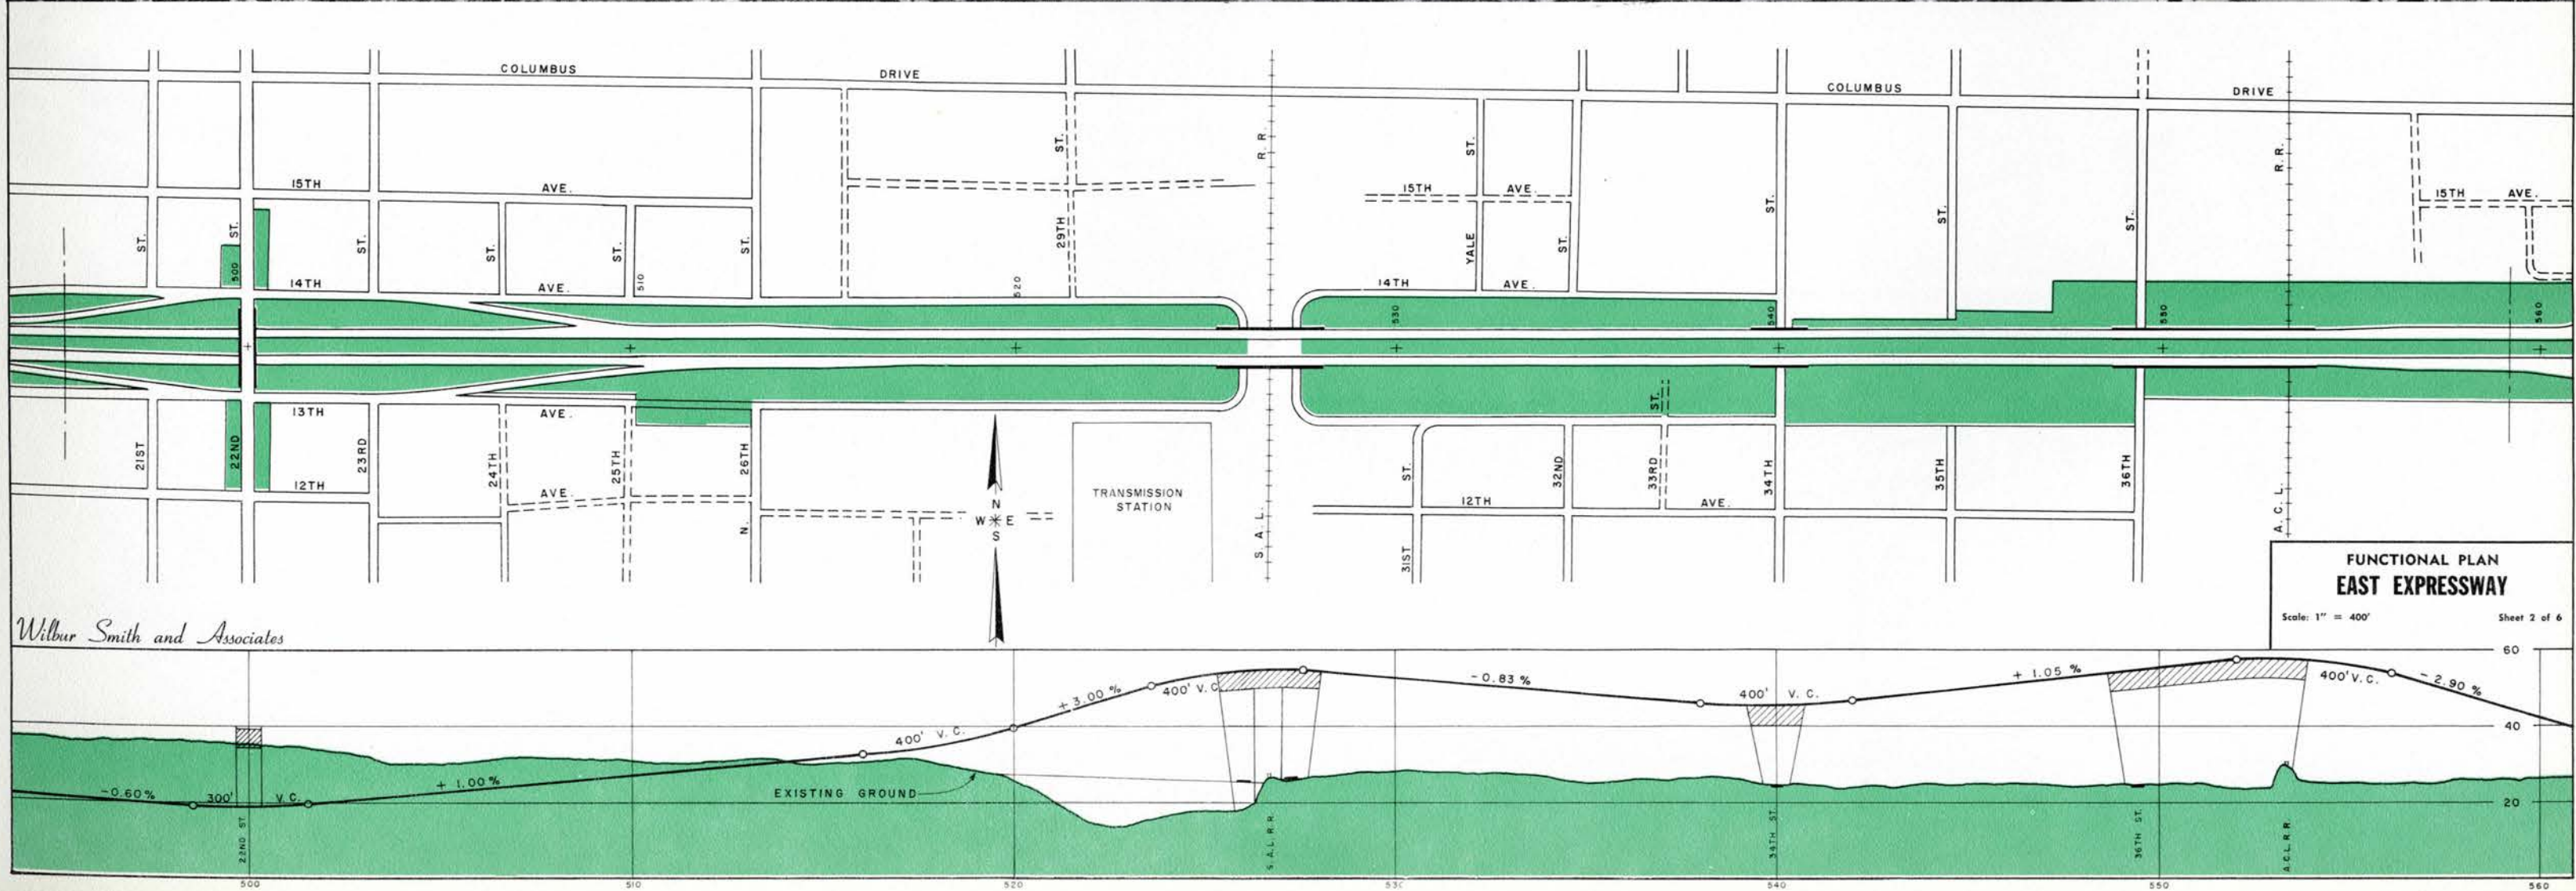 COLUMBUS DRIVE COLUMBUS DRIVE
R. R. R. R.
ST. ST.
15TH AVE. 15TH AVE. 15TH AVE.
ST. ST. ST. ST. ST. ST. 29TH YALE ST. ST. ST. ST.
500 510 520 530 540 550 560
14TH AVE. 14TH AVE.
13TH AVE. ST.
21ST 22ND 23RD 24TH 25TH 26TH ST. 32ND 33RD 34TH 35TH 36TH
12TH AVE. 12TH AVE.
N. 31ST
S. A. L. A. C. L.
N
W E
S
TRANSMISSION
STATION
FUNCTIONAL PLAN
EAST EXPRESSWAY
Scale: 1" = 400' Sheet 2 of 6
Wilbur Smith and Associates
60
-0.60% 300' V. C. + 1.00% 400' V. C. + 3.00% 400' V. C. -0.83% 400' V. C. + 1.05% 400' V. C. -2.90%
40
EXISTING GROUND
20
22ND ST. S. A. L. R. R. 34TH ST. 36TH ST. A. C. L. R. R.
500 510 520 530 540 550 560